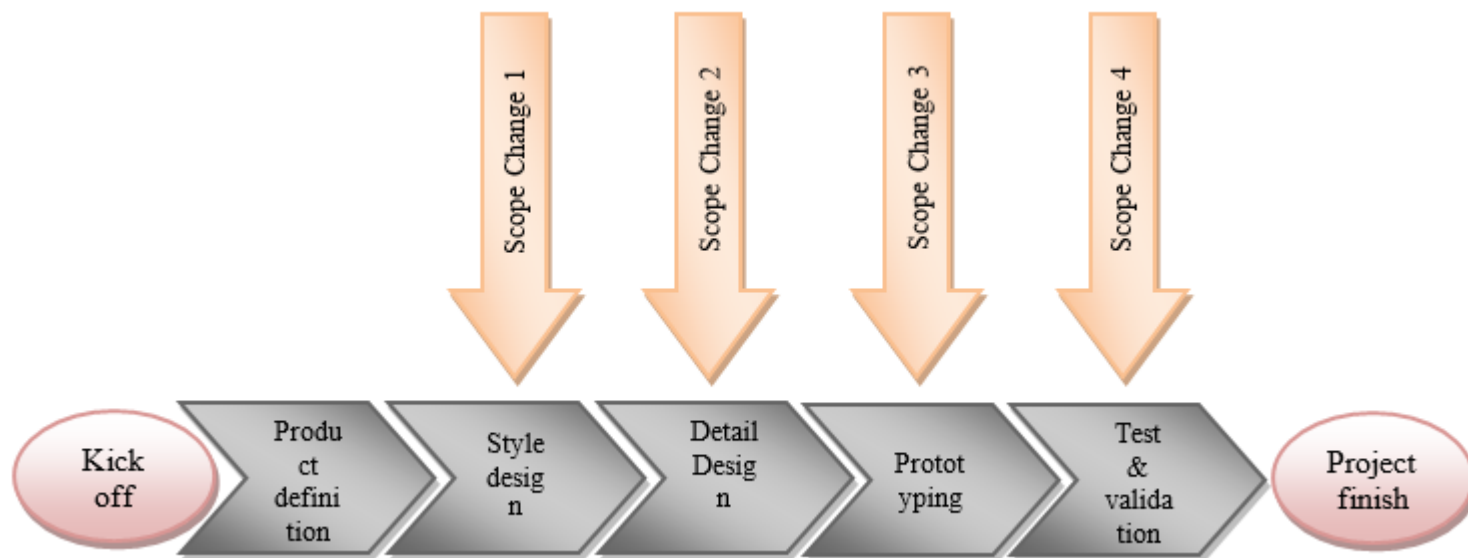 Scope Change 1
Scope Change 2
Scope Change 3
Scope Change 4
Kick
off
Produ
ct
defini
tion
Style
desig
n
Detail
Desig
n
Protot
yping
Test
&
valida
tion
Project
finish